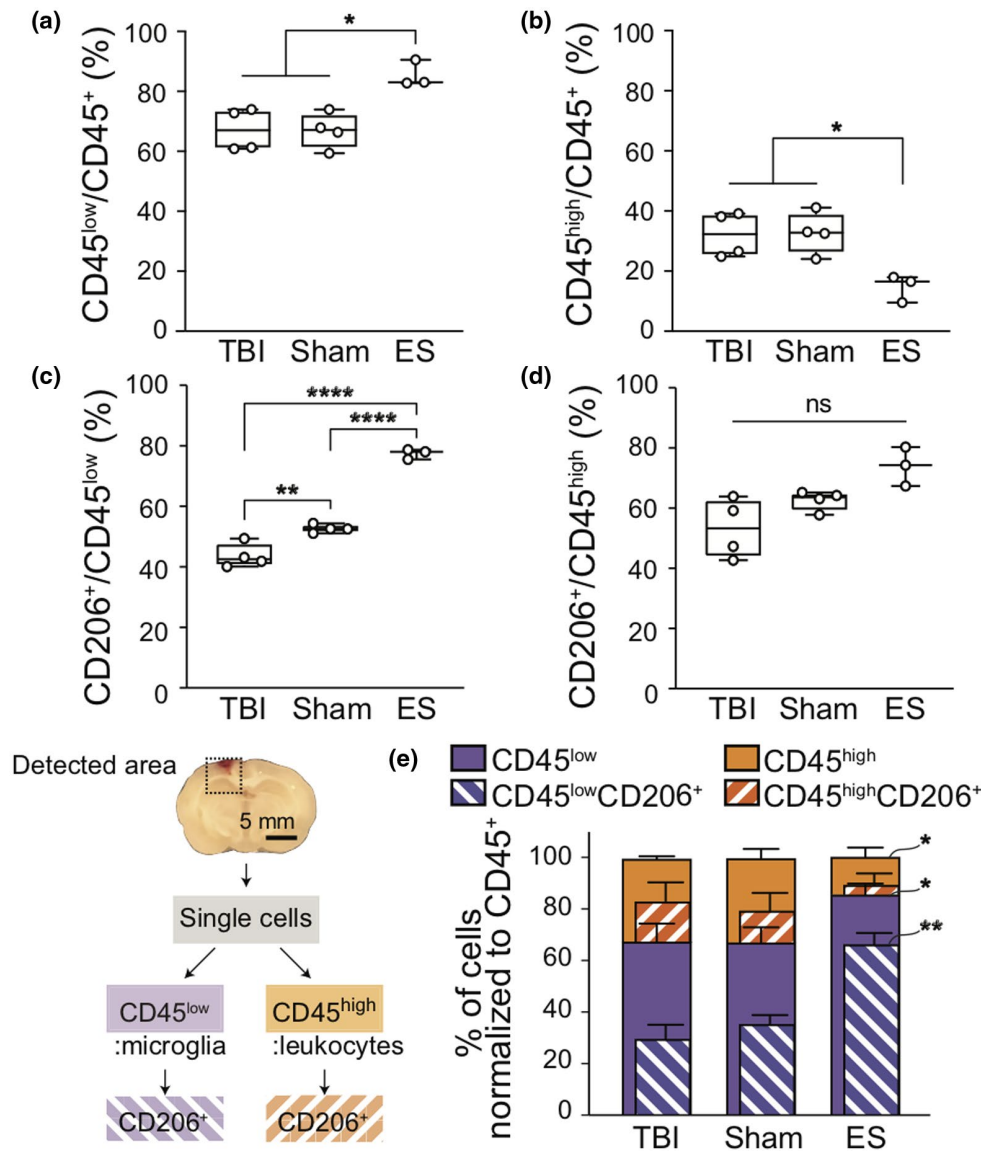 (a)
CD45low/CD45+ (%)
100
80
60
40
20
0
*
TBI Sham ES
(b)
CD45high/CD45+ (%)
100
80
60
40
20
0
*
TBI Sham ES
(c)
CD206+/CD45low (%)
100
80
60
40
20
0
****
****
**
TBI Sham ES
(d)
CD206+/CD45high (%)
100
80
60
40
20
0
ns
TBI Sham ES
Detected area
5 mm
Single cells
CD45low
:microglia
CD206+
CD45high
:leukocytes
CD206+
(e)
CD45low
CD45high
CD45lowCD206+
CD45highCD206+
% of cells
normalized to CD45+
100
80
60
40
20
0
*
*
**
TBI Sham ES